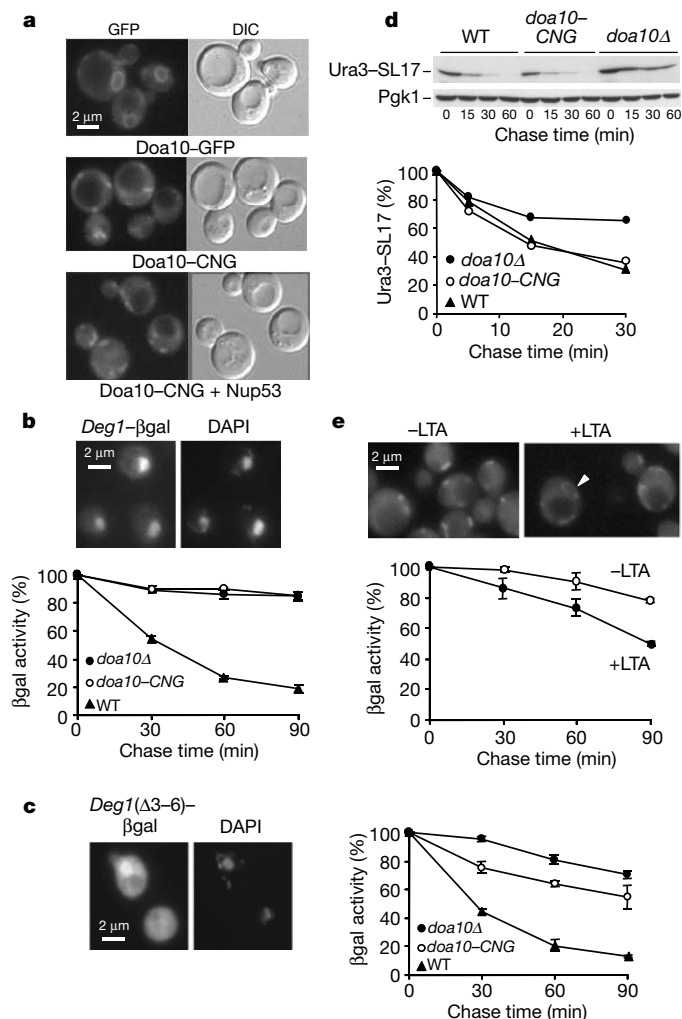 a
GFP DIC
2 μm
Doa10–GFP
Doa10–CNG
Doa10–CNG + Nup53
b
Deg1–βgal DAPI
2 μm
βgal activity (%)
100
80
60
40
20
0
doa10Δ
doa10–CNG
WT
0 30 60 90
Chase time (min)
c
Deg1(Δ3–6)–
βgal DAPI
2 μm
βgal activity (%)
100
80
60
40
20
0
doa10Δ
doa10–CNG
WT
0 30 60 90
Chase time (min)
d
WT doa10–
CNG doa10Δ
Ura3–SL17
Pgk1
0 15 30 60 0 15 30 60 0 15 30 60
Chase time (min)
Ura3–SL17 (%)
100
80
60
40
20
0
doa10Δ
doa10–CNG
WT
0 10 20 30
Chase time (min)
e
–LTA +LTA
2 μm
βgal activity (%)
100
80
60
40
20
0
–LTA
+LTA
0 30 60 90
Chase time (min)